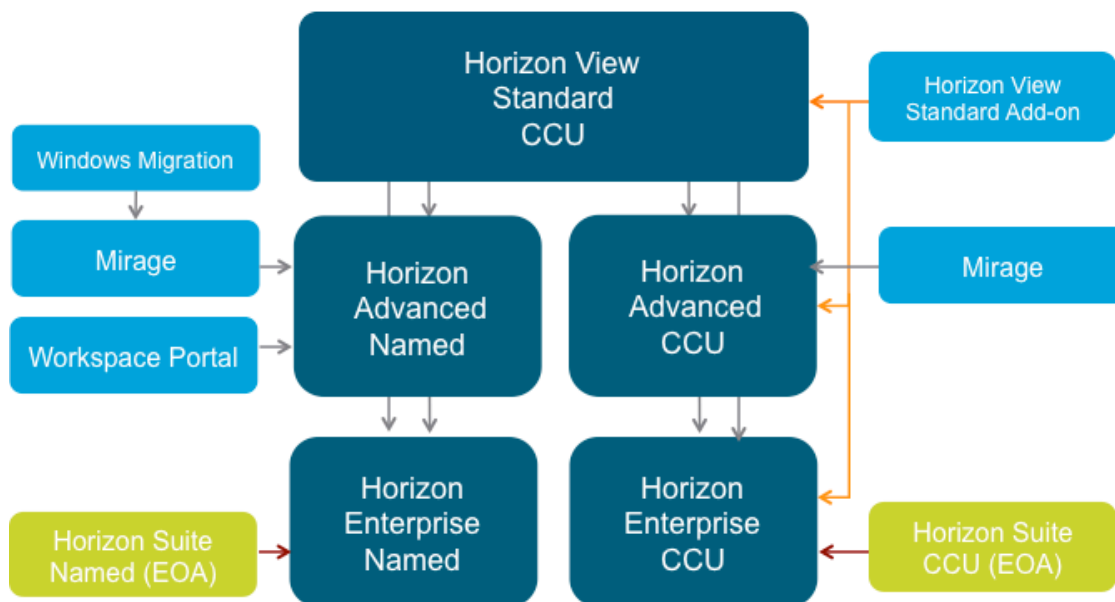 Horizon View
Standard
CCU
Horizon View
Standard Add-on
Windows Migration
Mirage
Horizon
Advanced
Named
Horizon
Advanced
CCU
Mirage
Workspace Portal
Horizon
Enterprise
Named
Horizon
Enterprise
CCU
Horizon Suite
Named (EOA)
Horizon Suite
CCU (EOA)